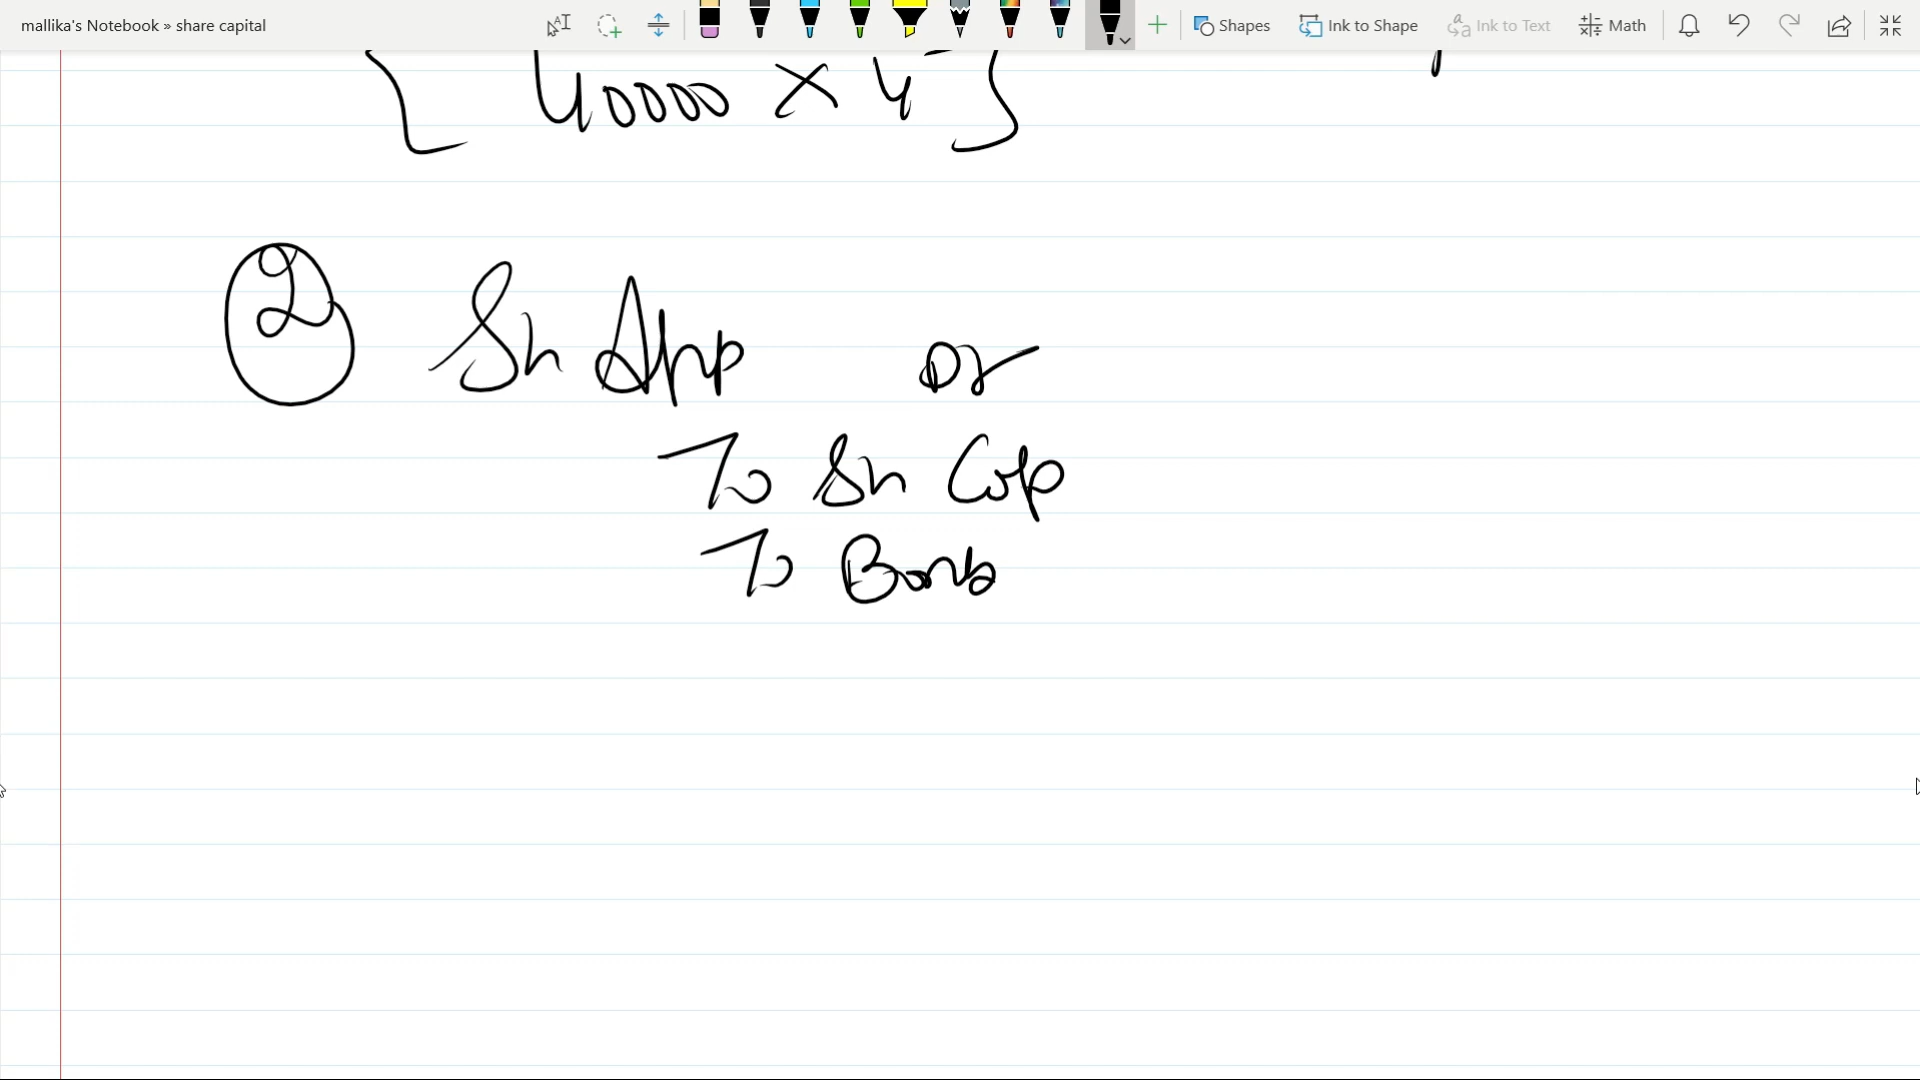 mallika's Notebook » share capital Shapes Ink to Shape Ink to Text Math
{ 40000 × 4 }
② Sh App Dr
To Sh Cap
To Bank